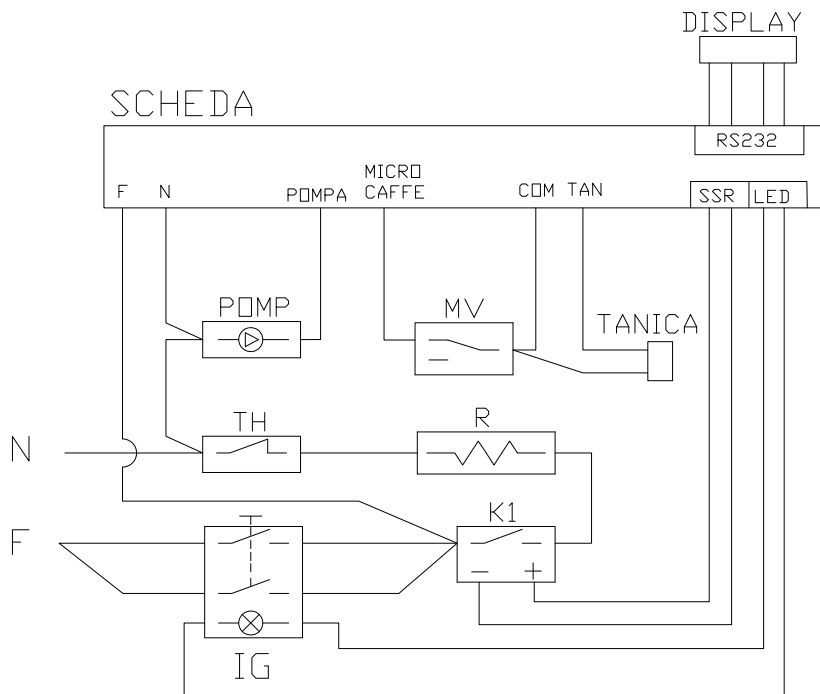 DISPLAY
SCHEDA
RS232
F
N
POMPA
MICRO
CAFFE
COM
TAN
SSR
LED
POMP
MV
TANICA
TH
R
N
K1
F
IG